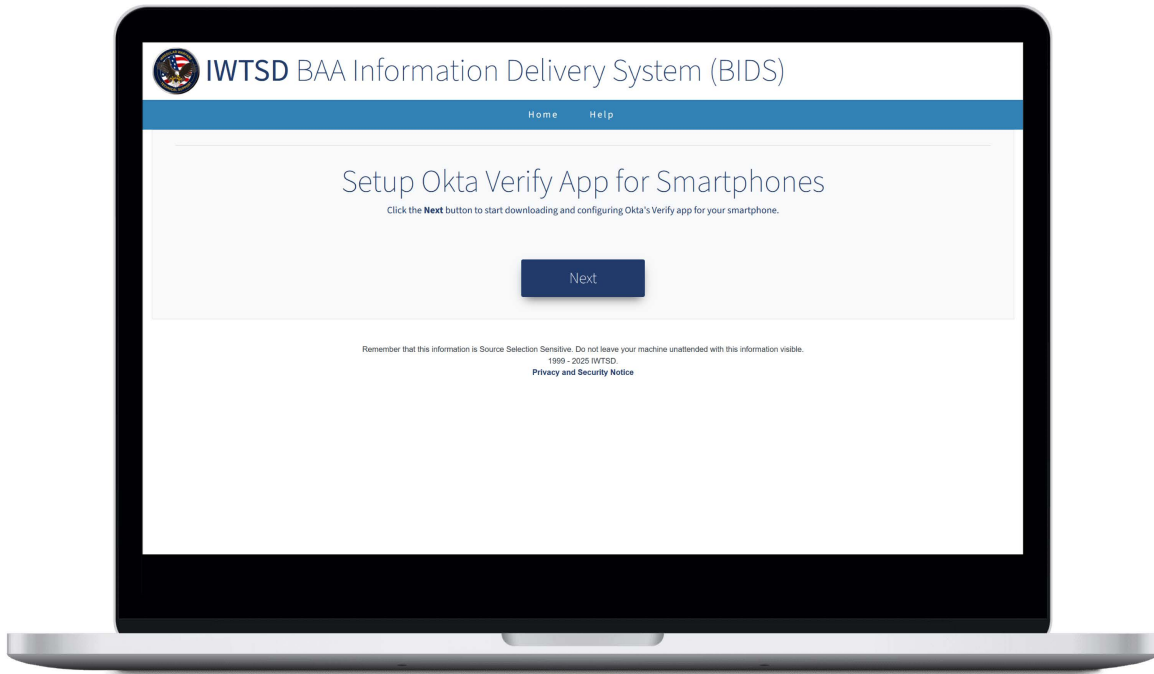 IWTSD BAA Information Delivery System (BIDS)
Home Help
Setup Okta Verify App for Smartphones
Click the Next button to start downloading and configuring Okta's Verify app for your smartphone.
Next
Remember that this information is Source Selection Sensitive. Do not leave your machine unattended with this information visible.
1999 - 2025 IWTSD.
Privacy and Security Notice